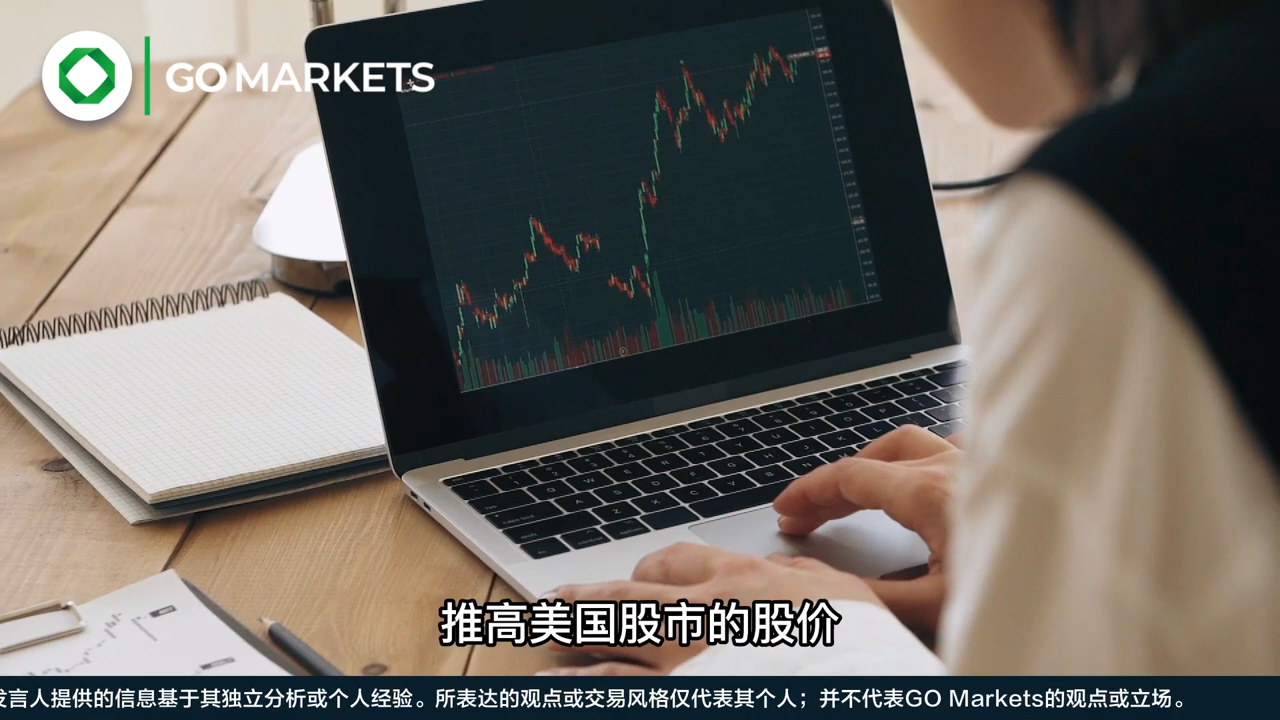 GO MARKETS
推高美国股市的股价
发言人提供的信息基于其独立分析或个人经验。所表达的观点或交易风格仅代表其个人；并不代表GO Markets的观点或立场。